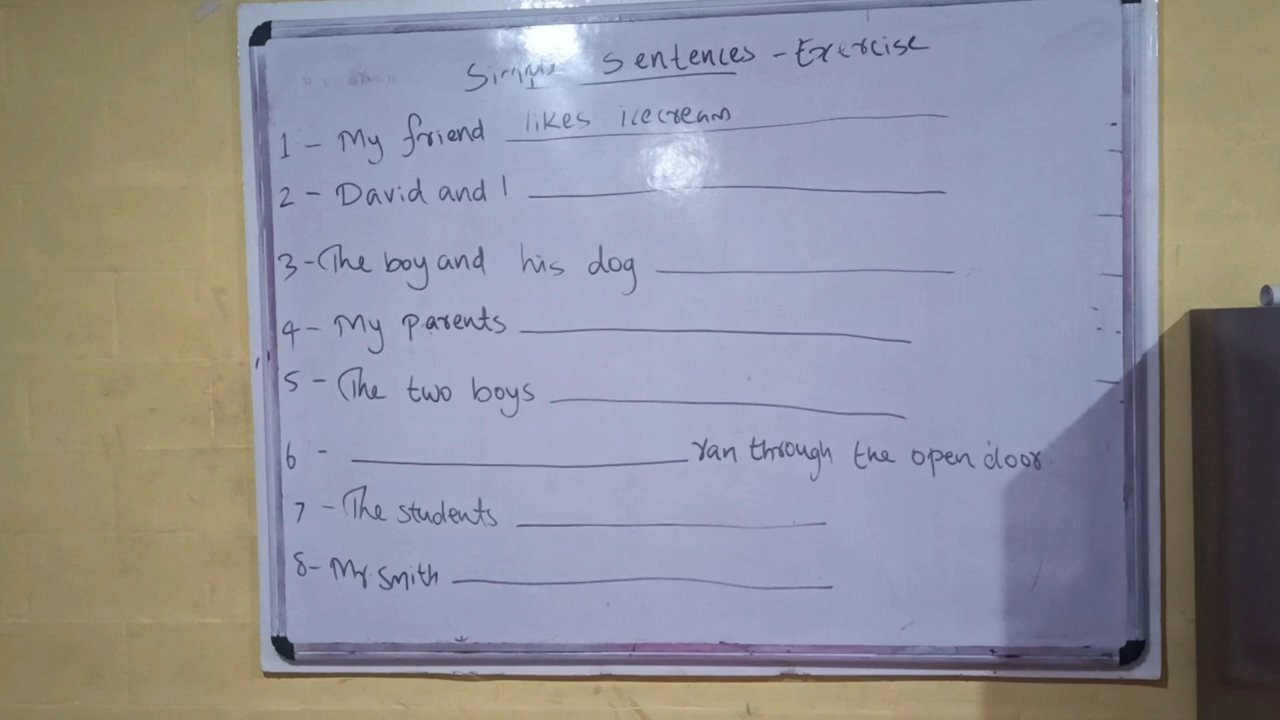 Simple Sentences - Exercise
1 - My friend likes icecream
2 - David and I
3 - The boy and his dog
4 - My parents
5 - The two boys
6 - ran through the open door
7 - The students
8 - Mr. Smith